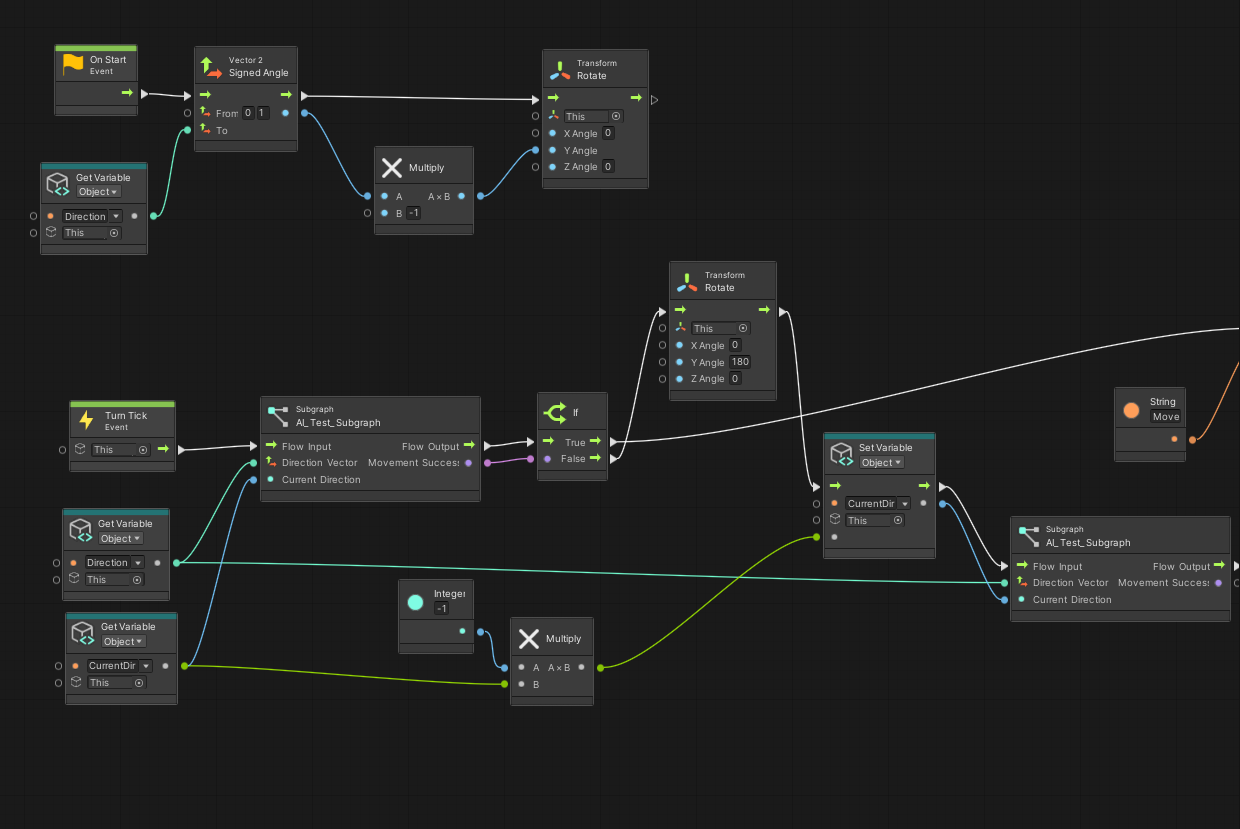 On Start
Event
Vector 2
Signed Angle
From 0 1
To
Get Variable
Object
Direction
This
Multiply
A A × B
B -1
Transform
Rotate
This
X Angle 0
Y Angle
Z Angle 0
Transform
Rotate
This
X Angle 0
Y Angle 180
Z Angle 0
Turn Tick
Event
This
Subgraph
AI_Test_Subgraph
Flow Input Flow Output
Direction Vector Movement Succes
Current Direction
If
True
False
String
Move
Set Variable
Object
CurrentDir
This
Get Variable
Object
Direction
This
Subgraph
AI_Test_Subgraph
Flow Input Flow Output
Direction Vector Movement Succes
Current Direction
Get Variable
Object
CurrentDir
This
Integer
-1
Multiply
A A × B
B